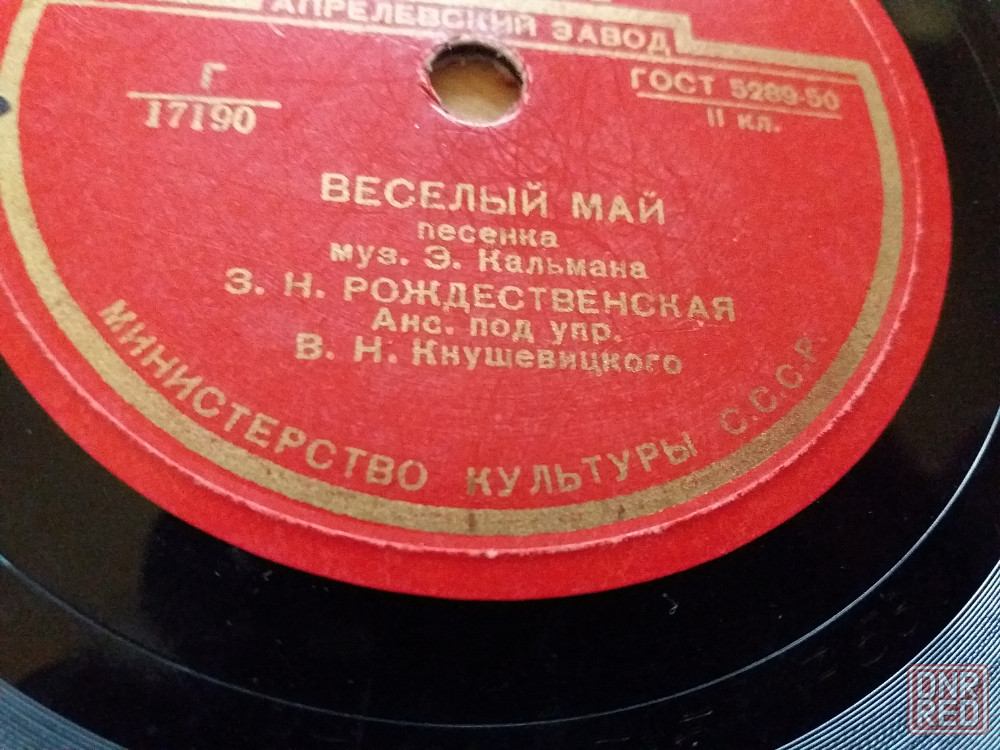 АПРЕЛЕВСКИЙ ЗАВОД
Г
17190
ГОСТ 5289-50
II кл.
ВЕСЕЛЫЙ МАЙ
песенка
муз. Э. Кальмана
З. Н. РОЖДЕСТВЕНСКАЯ
Анс. под упр.
В. Н. Кнушевицкого
МИНИСТЕРСТВО КУЛЬТУРЫ С.С.С.Р.
DNR
RED